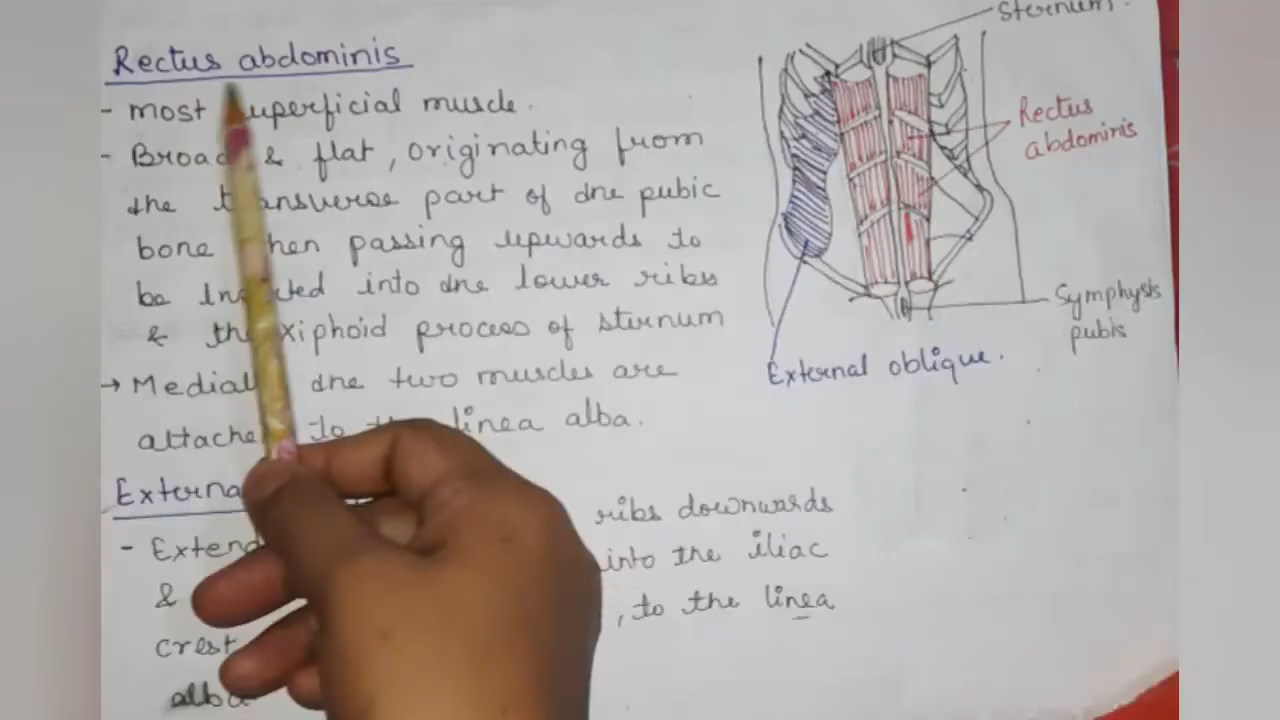 Rectus abdominis
- most superficial muscle.
- Broad & flat, originating from
the transverse part of the pubic
bone then passing upwards to
be inserted into the lower ribs
& the xiphoid process of sternum
→ Medial the two muscles are
attached to the linea alba.
External
- Extend ribs downwards
& into the iliac
crest , to the linea
alba
Sternum.
Rectus
abdominis
Symphysis
pubis
External oblique.